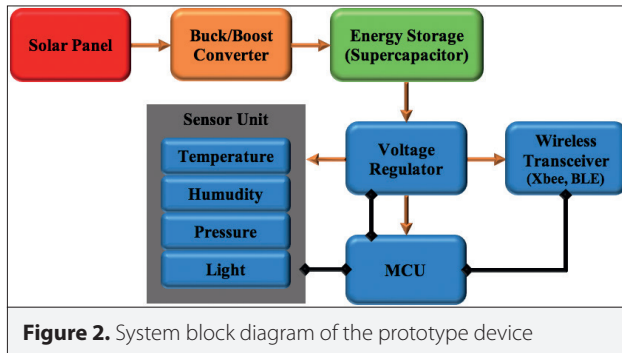 Solar Panel
Buck/Boost
Converter
Energy Storage
(Supercapacitor)
Sensor Unit
Temperature
Humudity
Pressure
Light
Voltage
Regulator
Wireless
Transceiver
(Xbee, BLE)
MCU
Figure 2. System block diagram of the prototype device